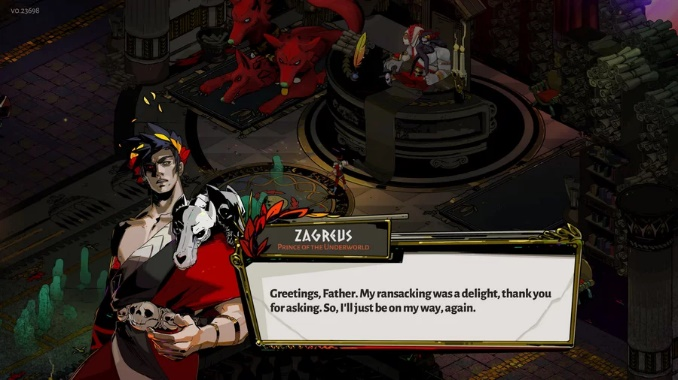 v0.23698
ZAGREUS
PRINCE OF THE UNDERWORLD
Greetings, Father. My ransacking was a delight, thank you
for asking. So, I'll just be on my way, again.